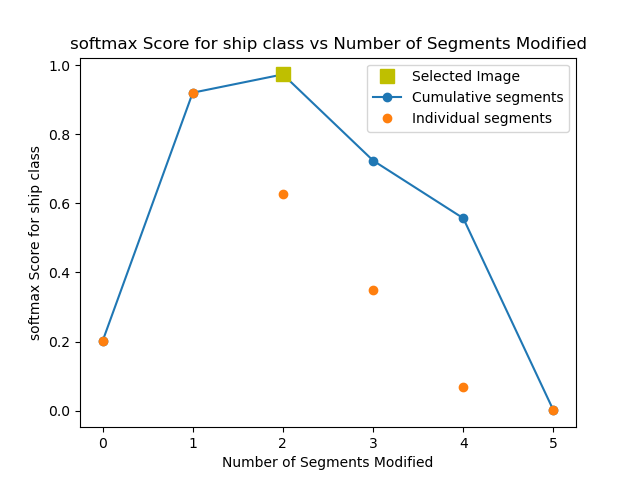 softmax Score for ship class vs Number of Segments Modified
Selected Image
Cumulative segments
Individual segments
softmax Score for ship class
1.0
0.8
0.6
0.4
0.2
0.0
0 1 2 3 4 5
Number of Segments Modified